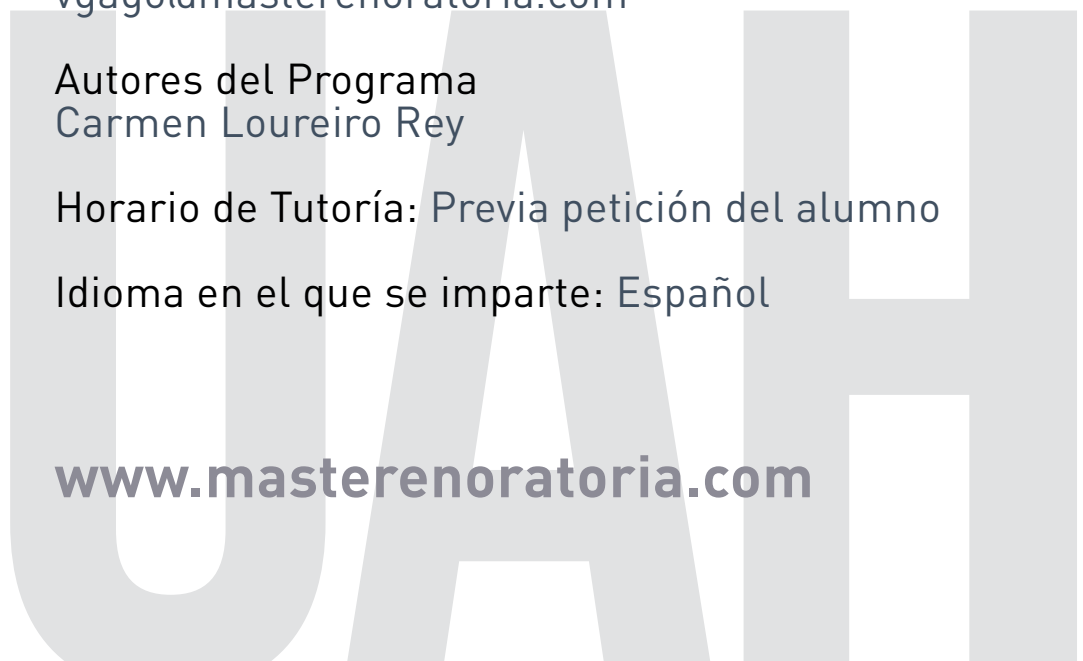 Autores del Programa
Carmen Loureiro Rey
Horario de Tutoría: Previa petición del alumno
Idioma en el que se imparte: Español
www.masterenoratoria.com
UAH